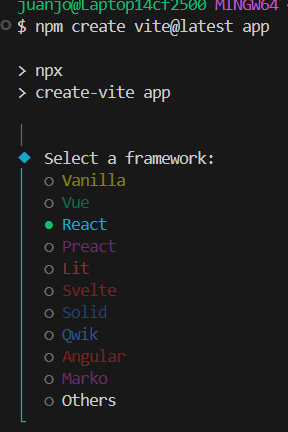 juanjo@Laptop14cf2500 MINGW64
$ npm create vite@latest app
> npx
> create-vite app
Select a framework:
Vanilla
Vue
React
Preact
Lit
Svelte
Solid
Qwik
Angular
Marko
Others